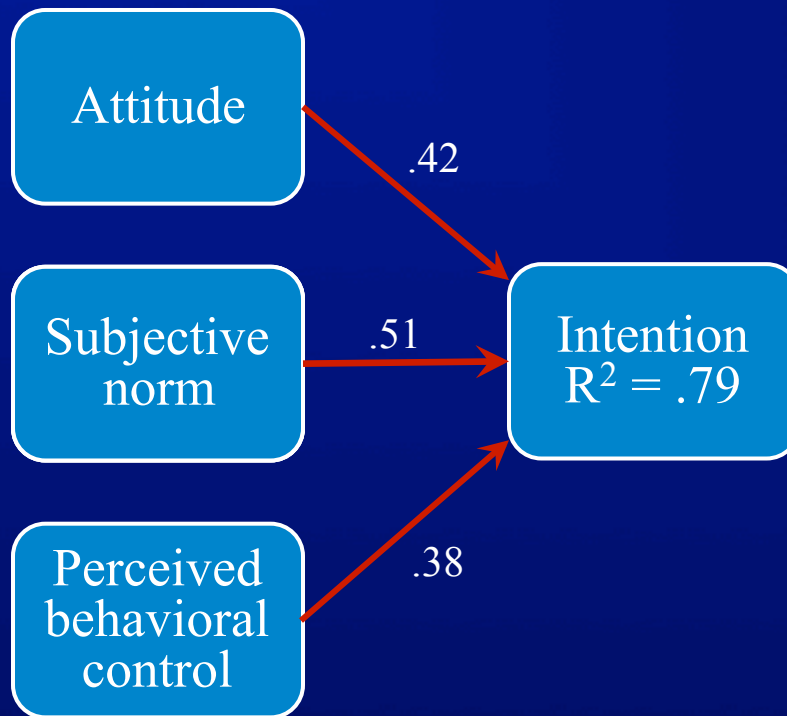 Attitude
.42
Subjective
norm
.51
Intention
R² = .79
Perceived
behavioral
control
.38